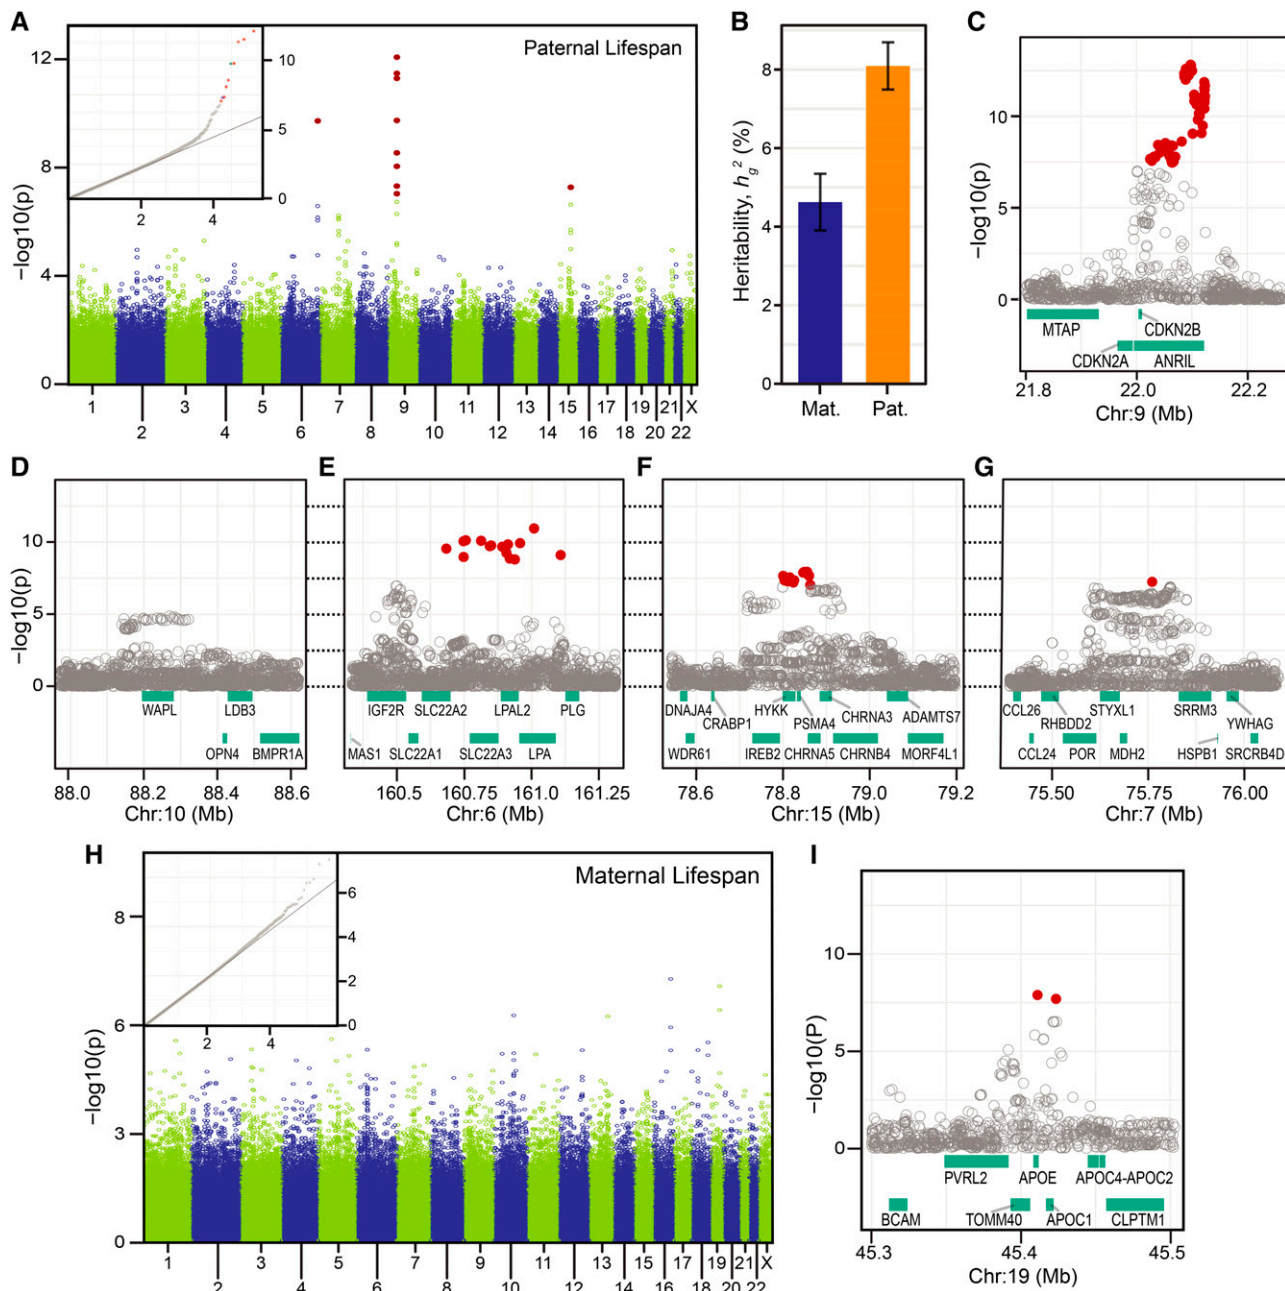 A
Paternal Lifespan
−log10(p)
12
8
4
0
10
5
0
2 4
1 3 5 7 9 11 13 15 17 19 21 X
2 4 6 8 10 12 14 16 18 20 22
B
Heritability, hg2 (%)
8
6
4
2
0
Mat. Pat.
C
−log10(p)
10
5
0
MTAP CDKN2B
CDKN2A ANRIL
21.8 22.0 22.2
Chr:9 (Mb)
D
−log10(p)
10
5
0
WAPL LDB3
OPN4 BMPR1A
88.0 88.2 88.4 88.6
Chr:10 (Mb)
E
IGF2R SLC22A2 LPAL2 PLG
MAS1 SLC22A1 SLC22A3 LPA
160.5 160.75 161.0 161.25
Chr:6 (Mb)
F
DNAJA4 CRABP1 HYKK PSMA4 CHRNA3 ADAMTS7
WDR61 IREB2 CHRNA5 CHRNB4 MORF4L1
78.6 78.8 79.0 79.2
Chr:15 (Mb)
G
CCL26 RHBDD2 STYXL1 SRRM3 YWHAG
CCL24 POR MDH2 HSPB1 SRCRB4D
75.50 75.75 76.00
Chr:7 (Mb)
H
Maternal Lifespan
−log10(p)
8
6
3
0
6
4
2
0
2 4
1 3 5 7 9 11 13 15 17 19 21 X
2 4 6 8 10 12 14 16 18 20 22
I
−log10(P)
10
5
0
PVRL2 APOE APOC4-APOC2
BCAM TOMM40 APOC1 CLPTM1
45.3 45.4 45.5
Chr:19 (Mb)